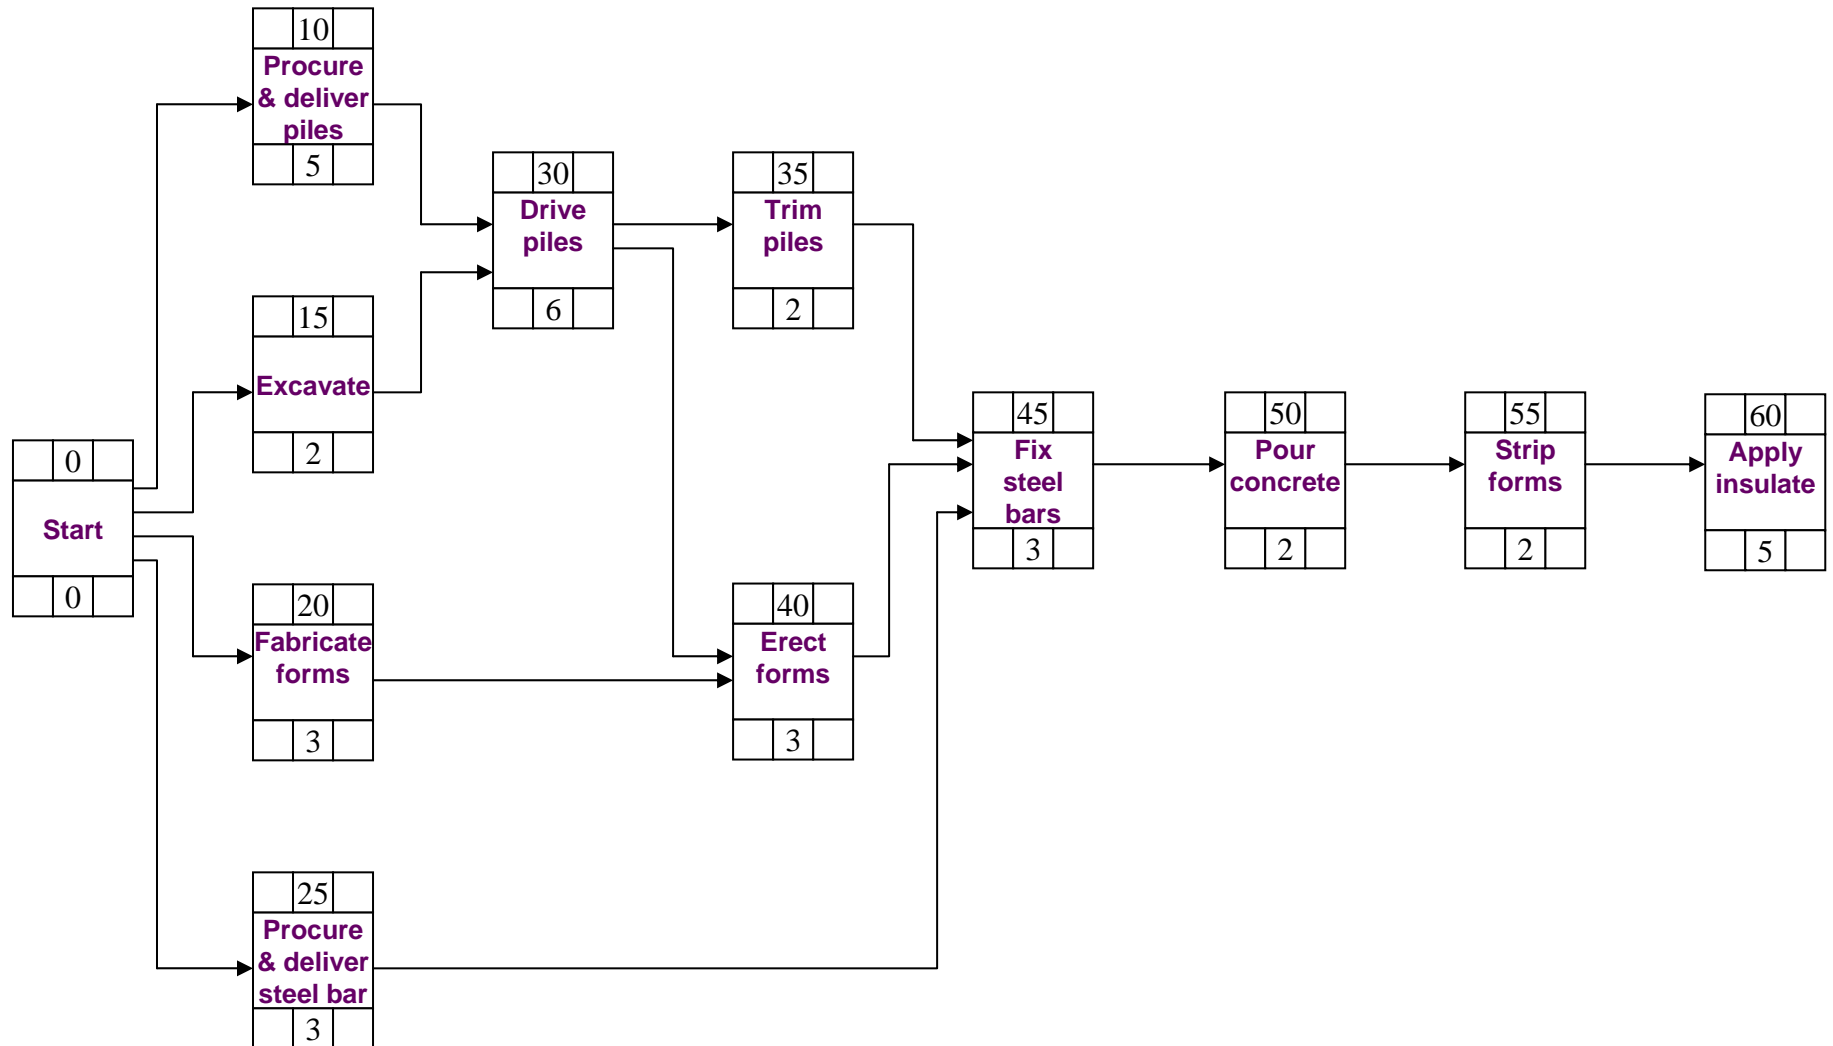 10
Procure
& deliver
piles
5
15
Excavate
2
0
Start
0
20
Fabricate
forms
3
25
Procure
& deliver
steel bar
3
30
Drive
piles
6
35
Trim
piles
2
40
Erect
forms
3
45
Fix
steel
bars
3
50
Pour
concrete
2
55
Strip
forms
2
60
Apply
insulate
5